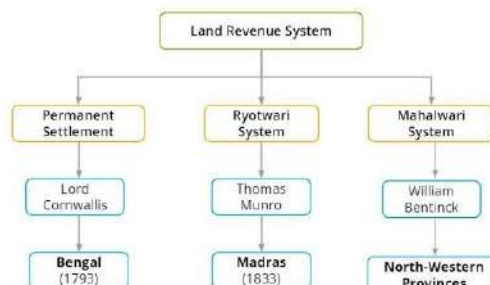 Land Revenue System
Permanent
Settlement
Ryotwari
System
Mahalwari
System
Lord
Cornwallis
Thomas
Munro
William
Bentinck
Bengal
(1793)
Madras
(1833)
North-Western
Provinces